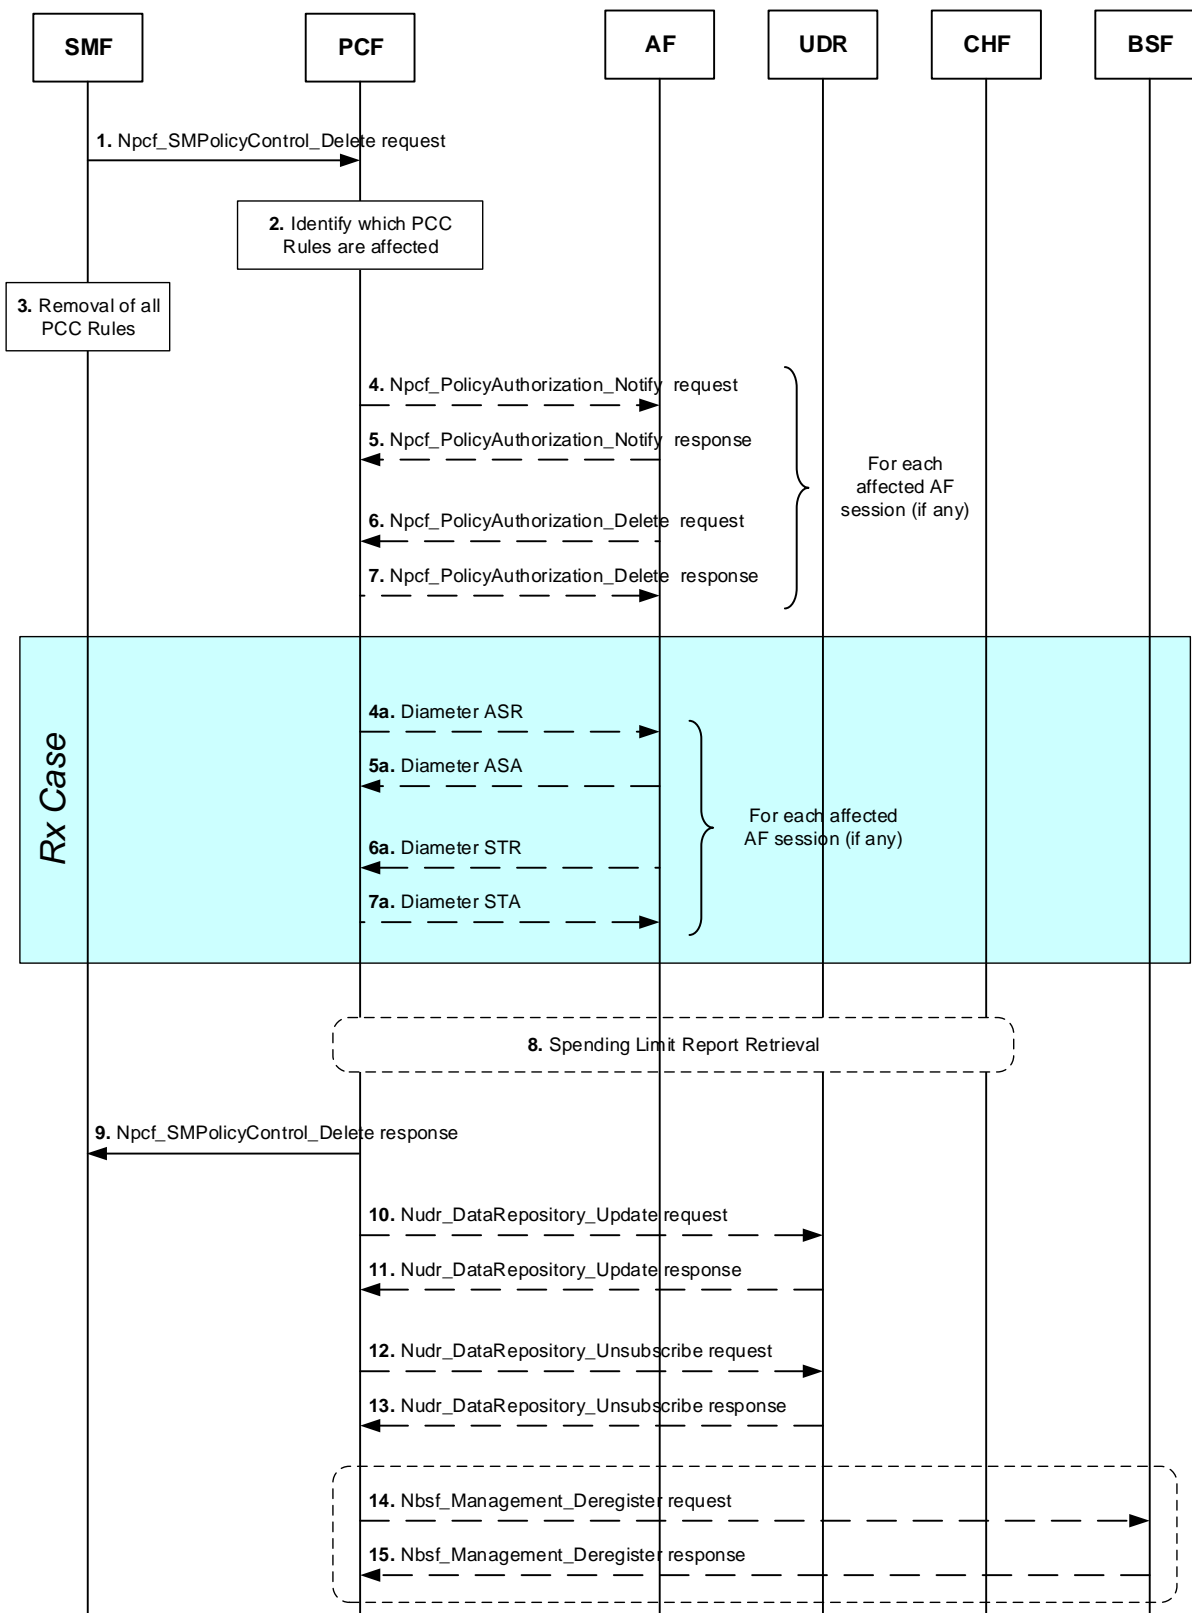 SMF
PCF
AF
UDR
CHF
BSF
1. Npcf_SMPolicyControl_Delete request
2. Identify which PCC
Rules are affected
3. Removal of all
PCC Rules
4. Npcf_PolicyAuthorization_Notify request
5. Npcf_PolicyAuthorization_Notify response
For each
affected AF
session (if any)
6. Npcf_PolicyAuthorization_Delete request
7. Npcf_PolicyAuthorization_Delete response
Rx Case
4a. Diameter ASR
5a. Diameter ASA
For each affected
AF session (if any)
6a. Diameter STR
7a. Diameter STA
8. Spending Limit Report Retrieval
9. Npcf_SMPolicyControl_Delete response
10. Nudr_DataRepository_Update request
11. Nudr_DataRepository_Update response
12. Nudr_DataRepository_Unsubscribe request
13. Nudr_DataRepository_Unsubscribe response
14. Nbsf_Management_Deregister request
15. Nbsf_Management_Deregister response